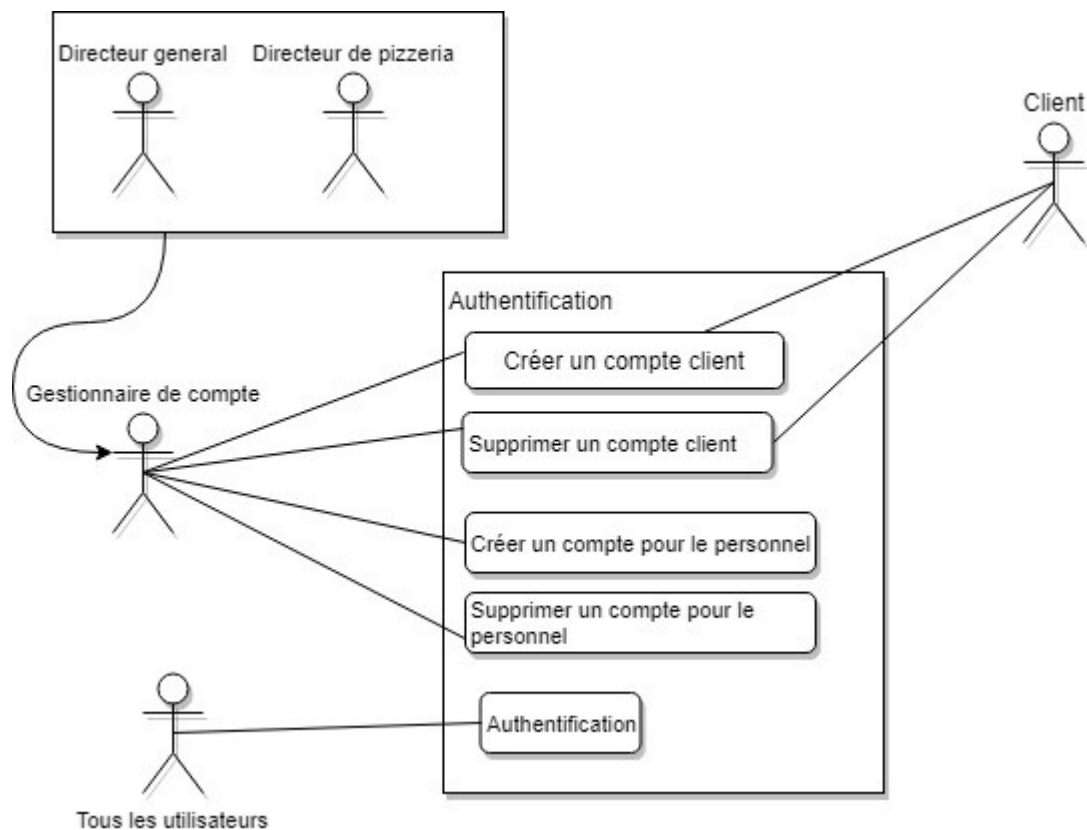 Directeur general
Directeur de pizzeria
Client
Authentification
Créer un compte client
Gestionnaire de compte
Supprimer un compte client
Créer un compte pour le personnel
Supprimer un compte pour le
personnel
Authentification
Tous les utilisateurs